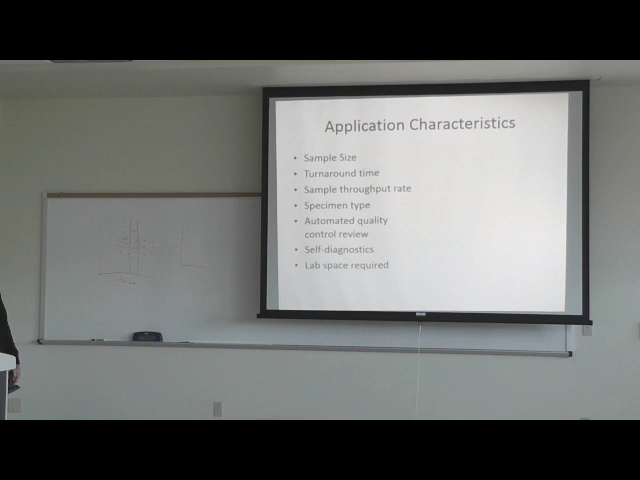 Application Characteristics
• Sample Size
• Turnaround time
• Sample throughput rate
• Specimen type
• Automated quality
control review
• Self-diagnostics
• Lab space required